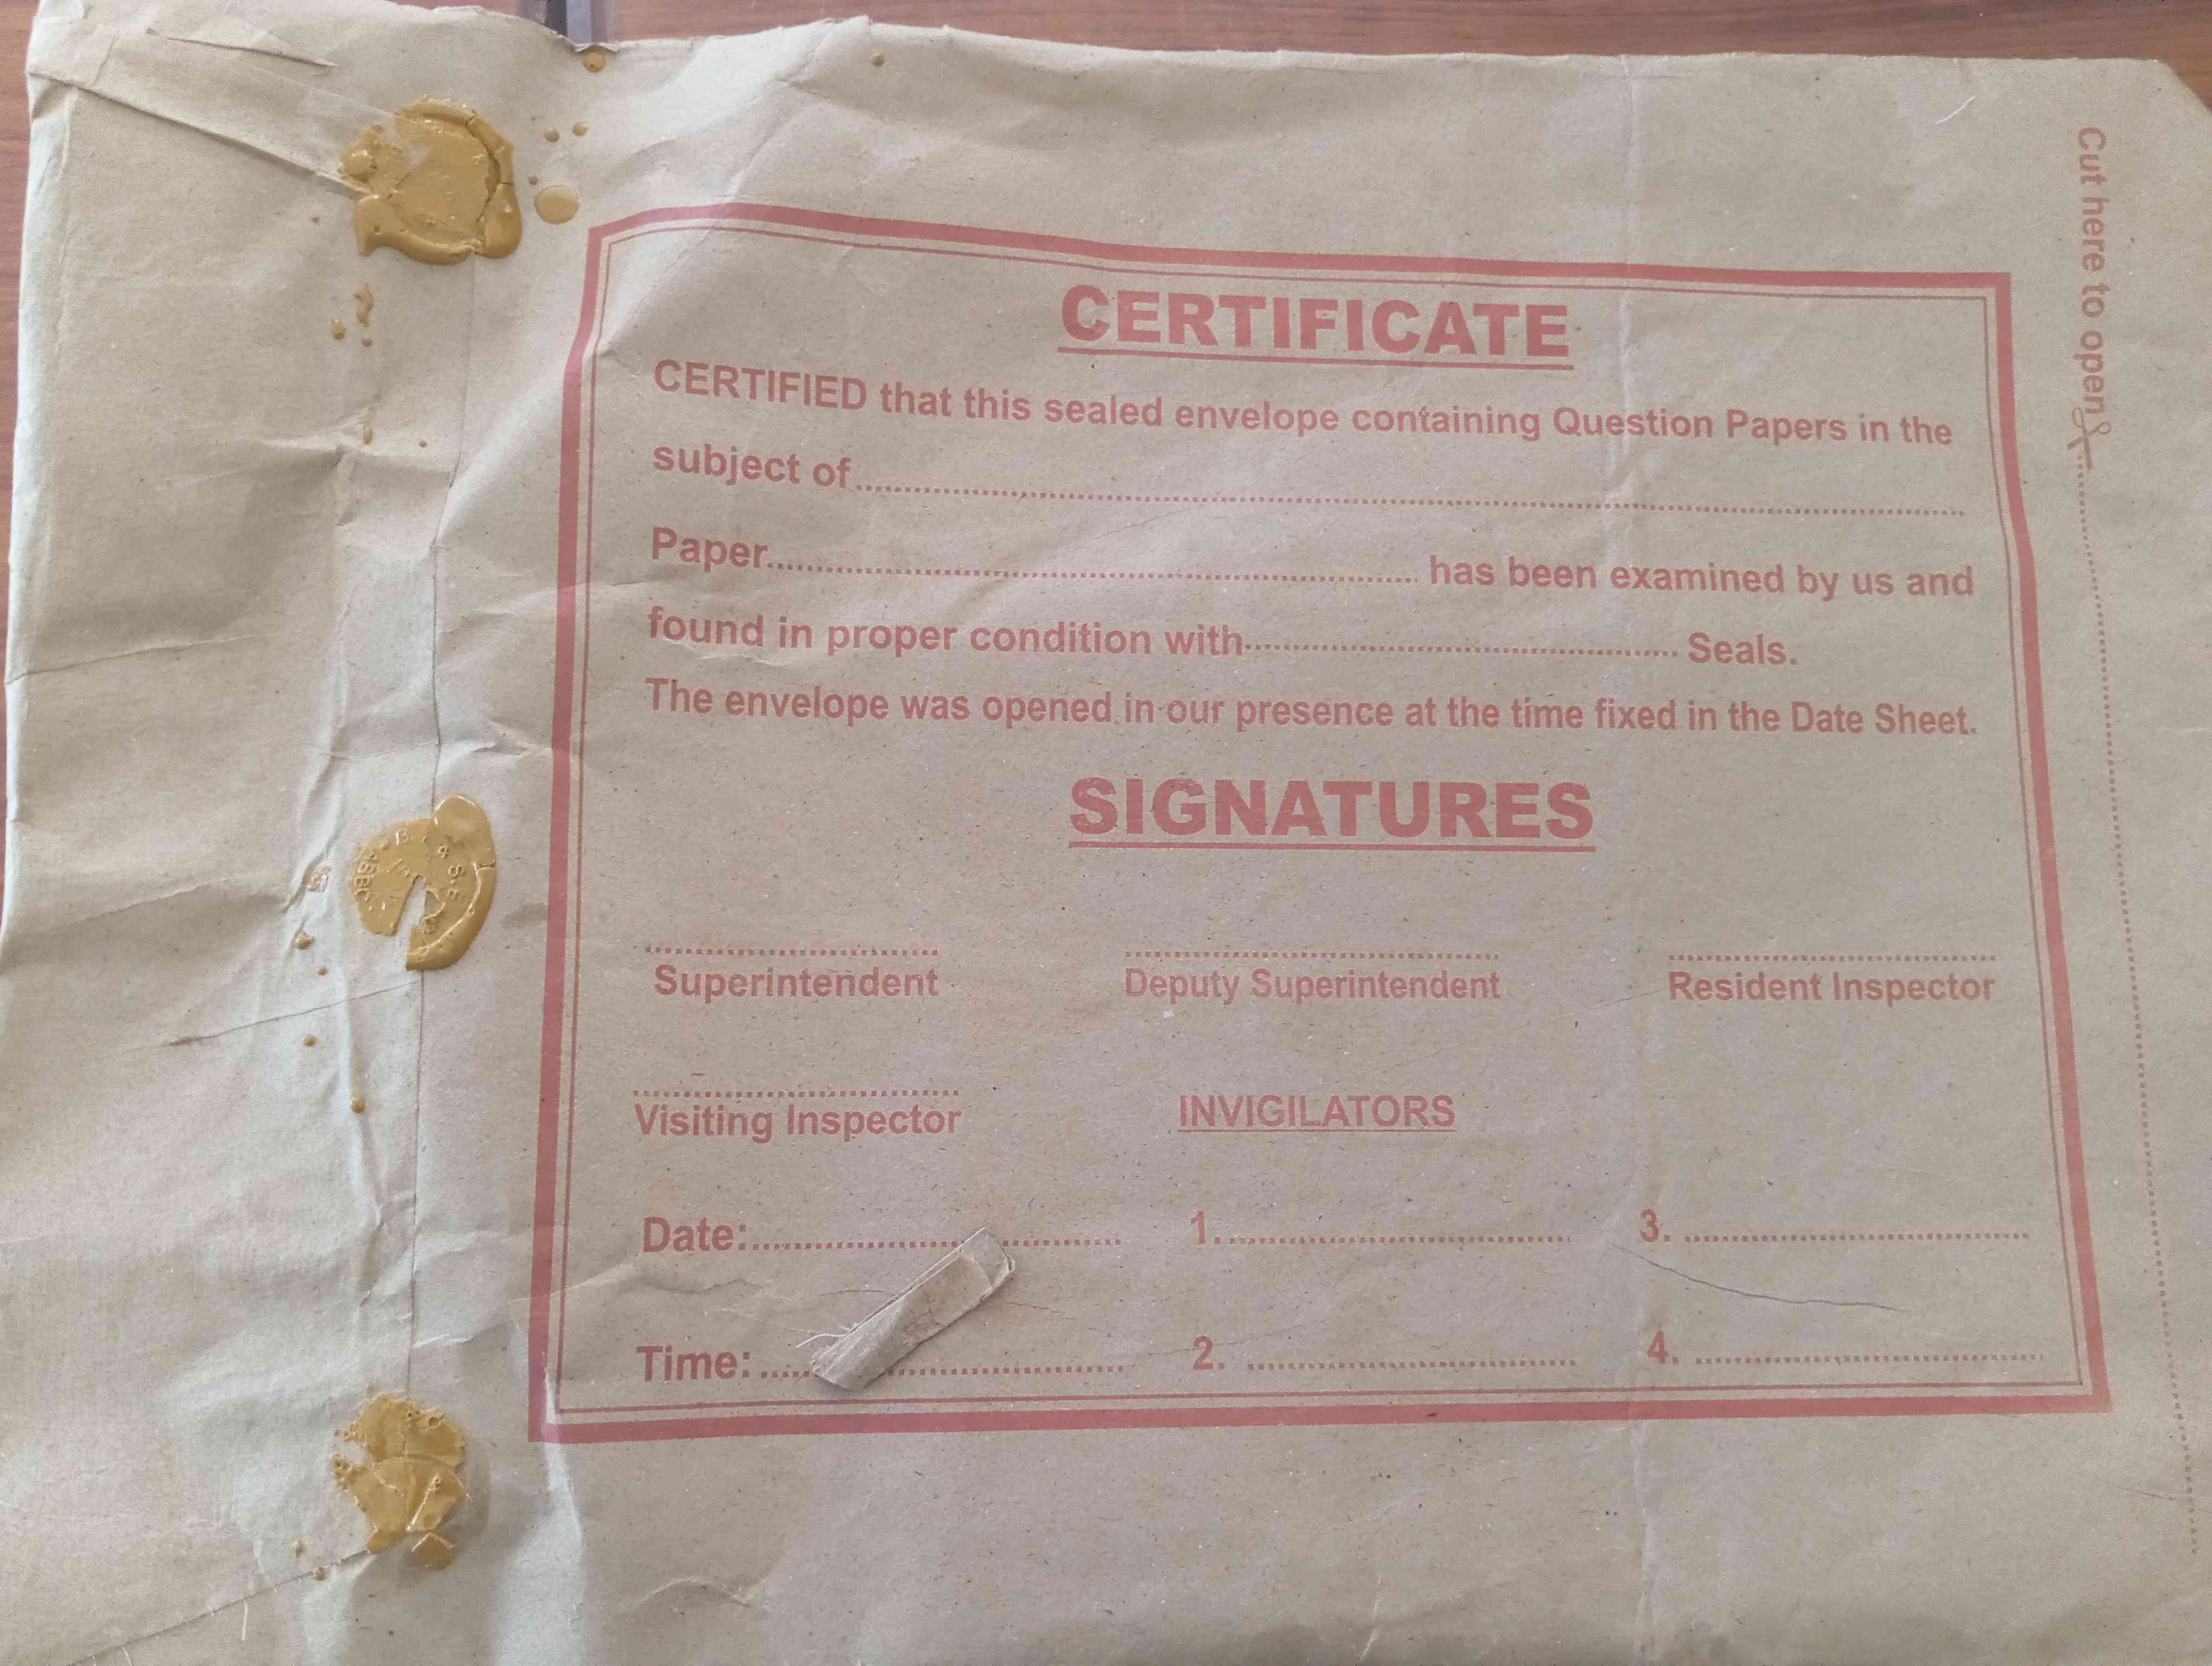 CERTIFICATE
CERTIFIED that this sealed envelope containing Question Papers in the
subject of
Paper has been examined by us and
found in proper condition with Seals.
The envelope was opened in our presence at the time fixed in the Date Sheet.
SIGNATURES
Superintendent Deputy Superintendent Resident Inspector
Visiting Inspector INVIGILATORS
Date: 1. 3.
Time: 2. 4.
Cut here to open